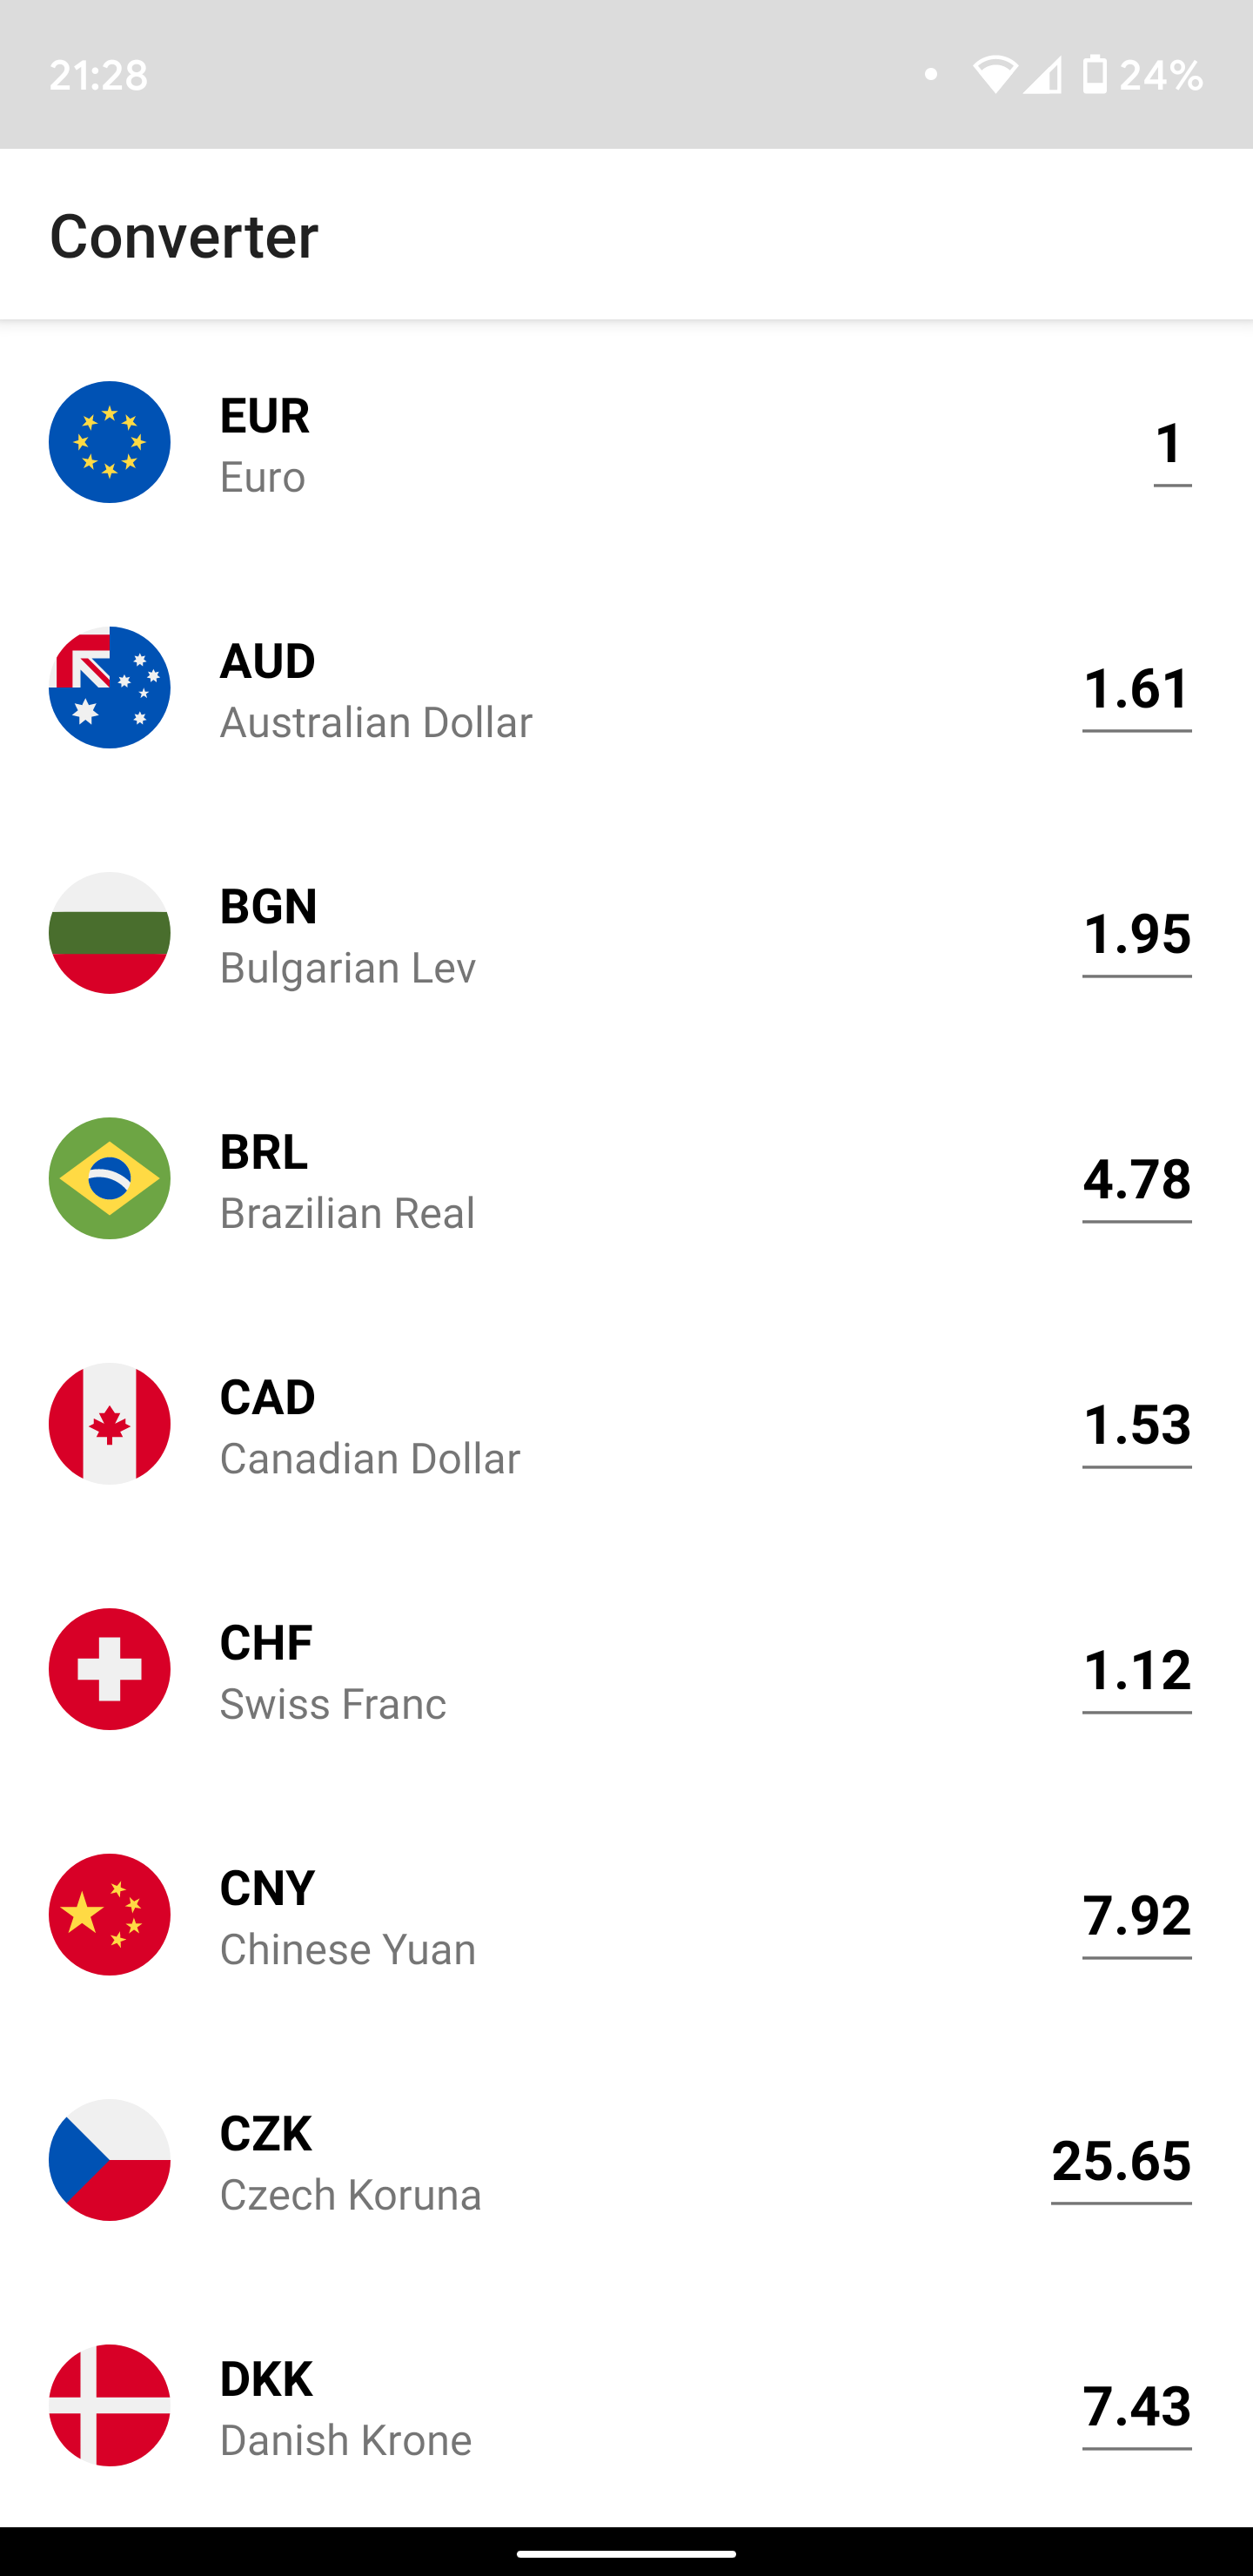 21:28
24%
Converter
EUR
Euro
1
AUD
Australian Dollar
1.61
BGN
Bulgarian Lev
1.95
BRL
Brazilian Real
4.78
CAD
Canadian Dollar
1.53
CHF
Swiss Franc
1.12
CNY
Chinese Yuan
7.92
CZK
Czech Koruna
25.65
DKK
Danish Krone
7.43